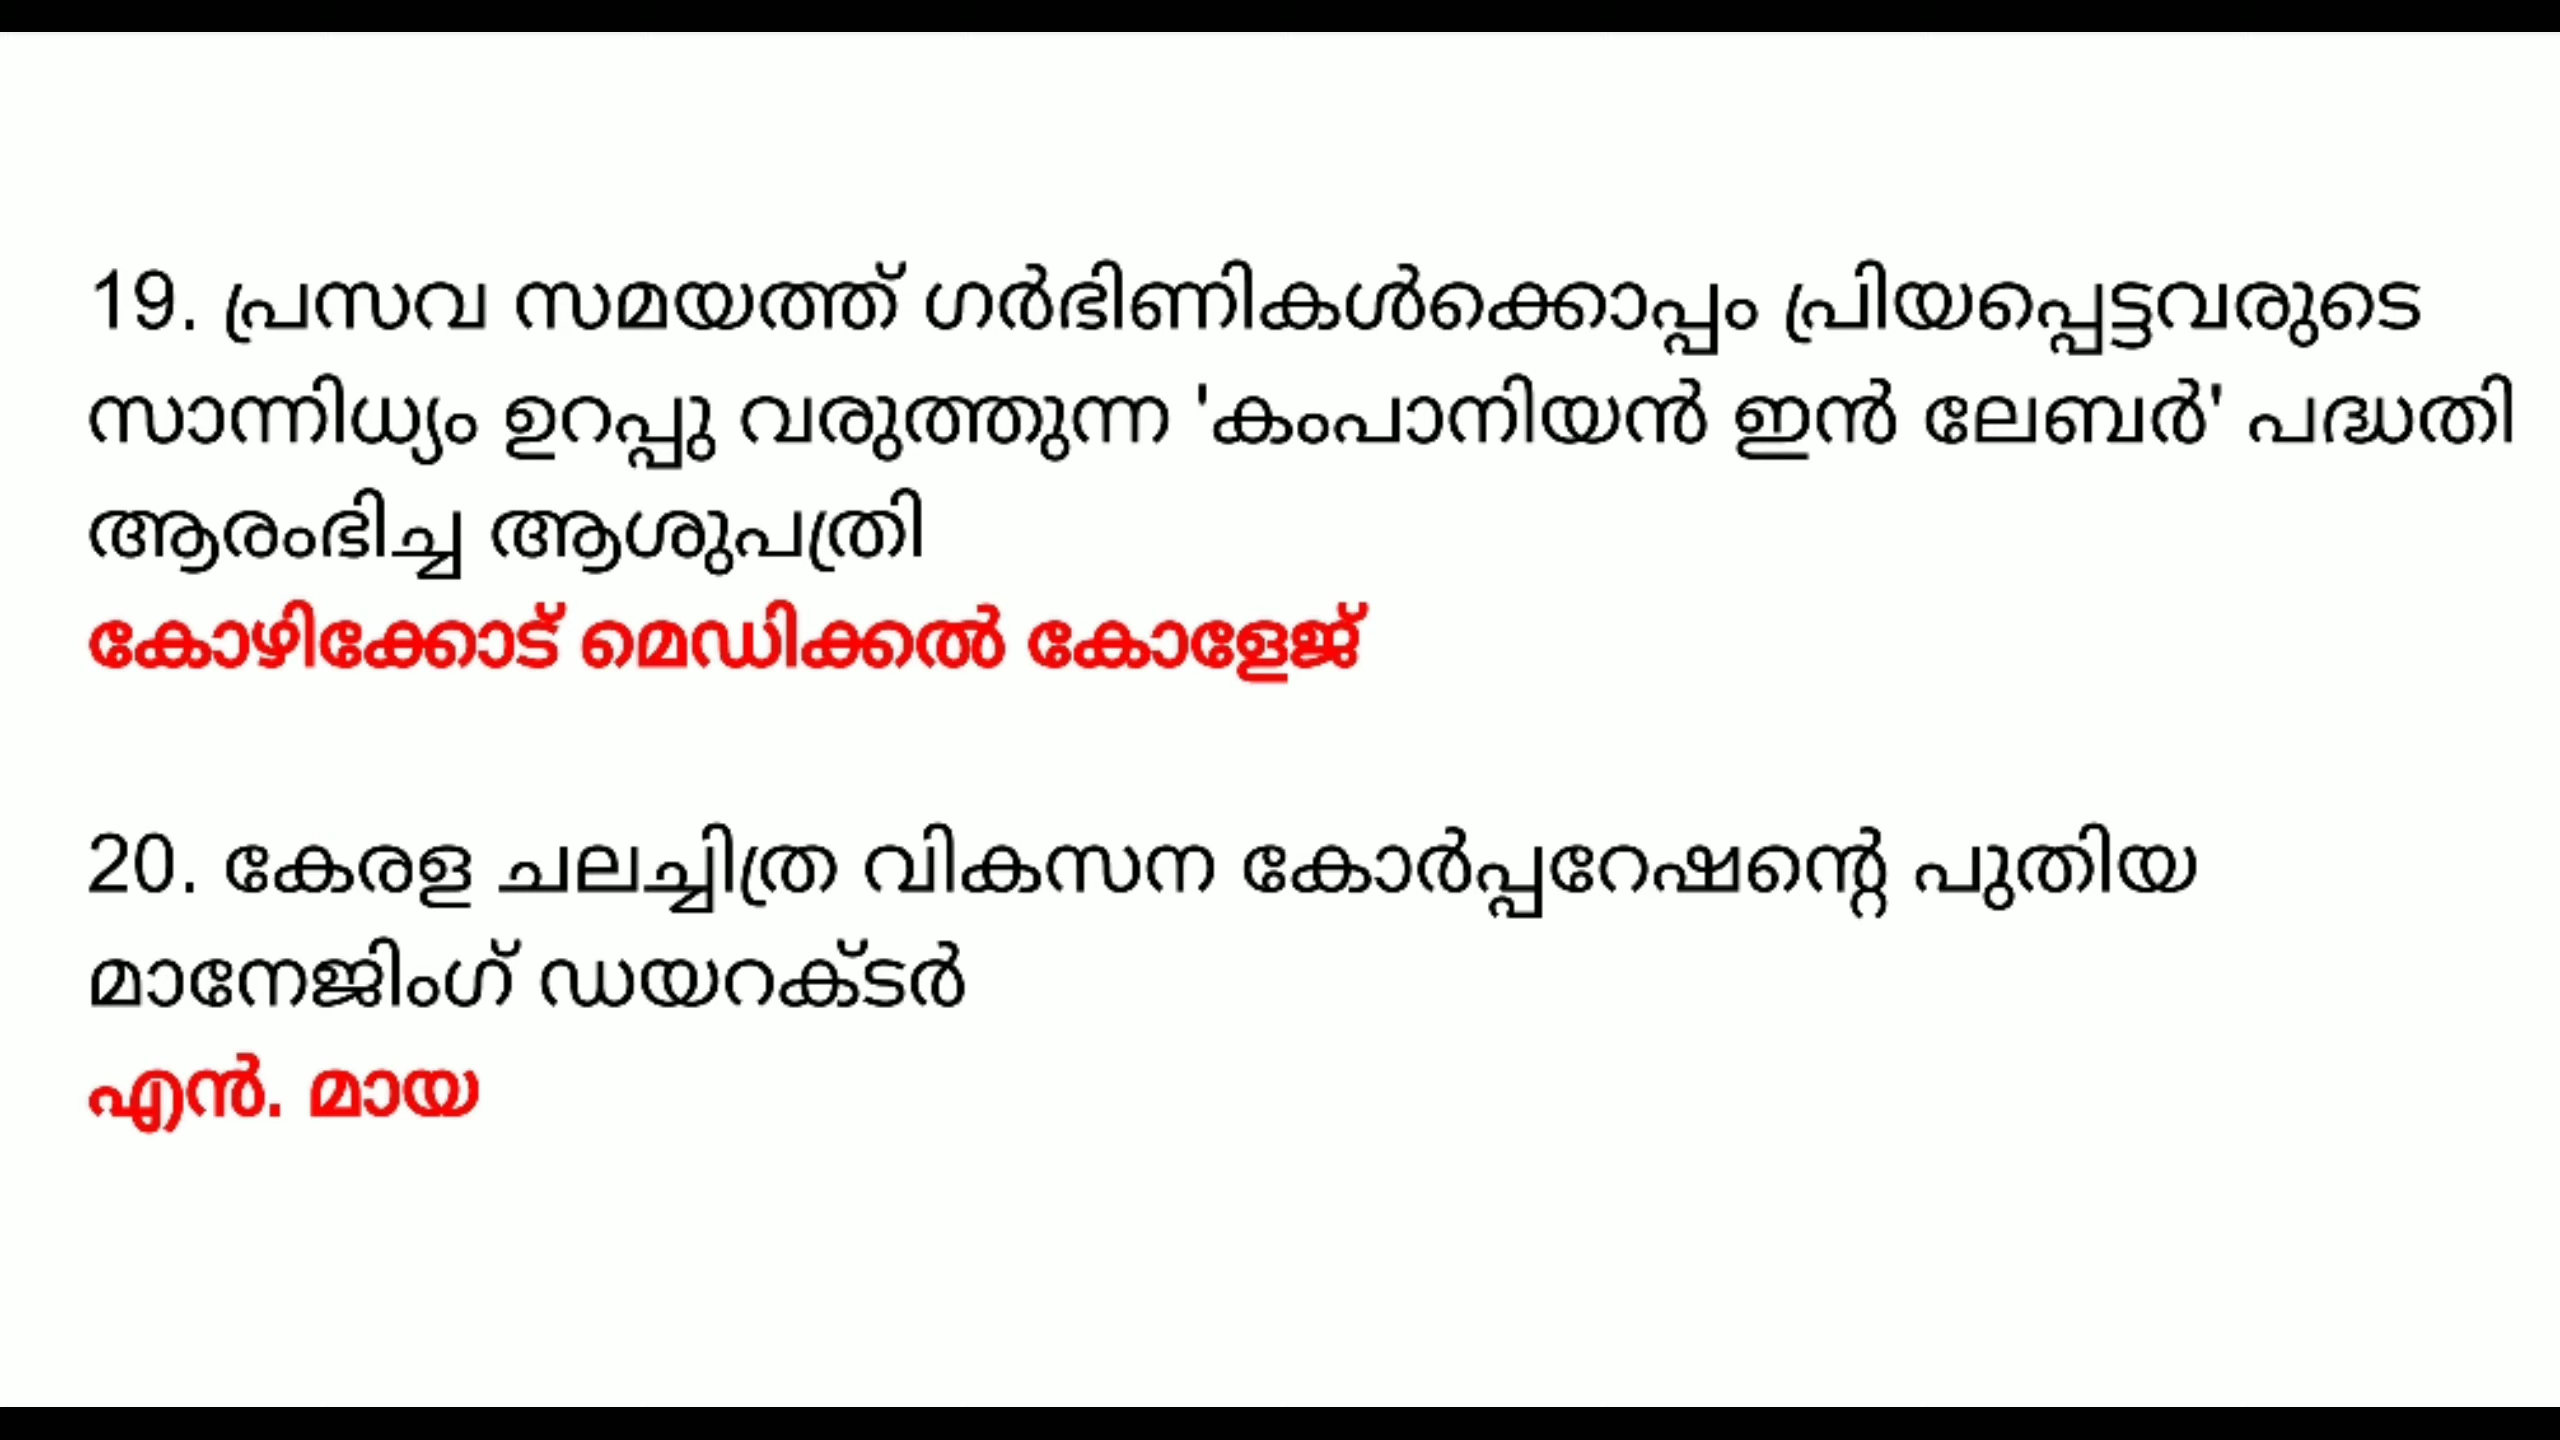 19. പ്രസവ സമയത്ത് ഗർഭിണികൾക്കൊപ്പം പ്രിയപ്പെട്ടവരുടെ
സാന്നിധ്യം ഉറപ്പു വരുത്തുന്ന 'കംപാനിയൻ ഇൻ ലേബർ' പദ്ധതി
ആരംഭിച്ച ആശുപത്രി
കോഴിക്കോട് മെഡിക്കൽ കോളേജ്
20. കേരള ചലച്ചിത്ര വികസന കോർപ്പറേഷന്റെ പുതിയ
മാനേജിംഗ് ഡയറക്ടർ
എൻ. മായ